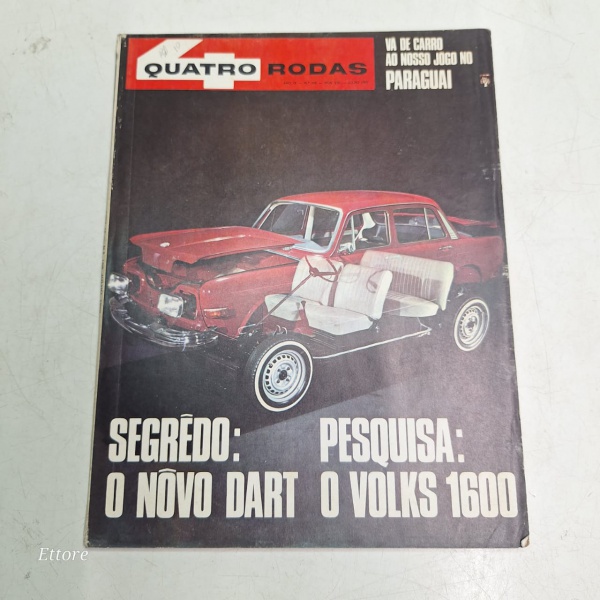 QUATRO RODAS
VÁ DE CARRO
AO NOSSO JOGO NO
PARAGUAI
SEGRÊDO:
O NÔVO DART
PESQUISA:
O VOLKS 1600
Ettore